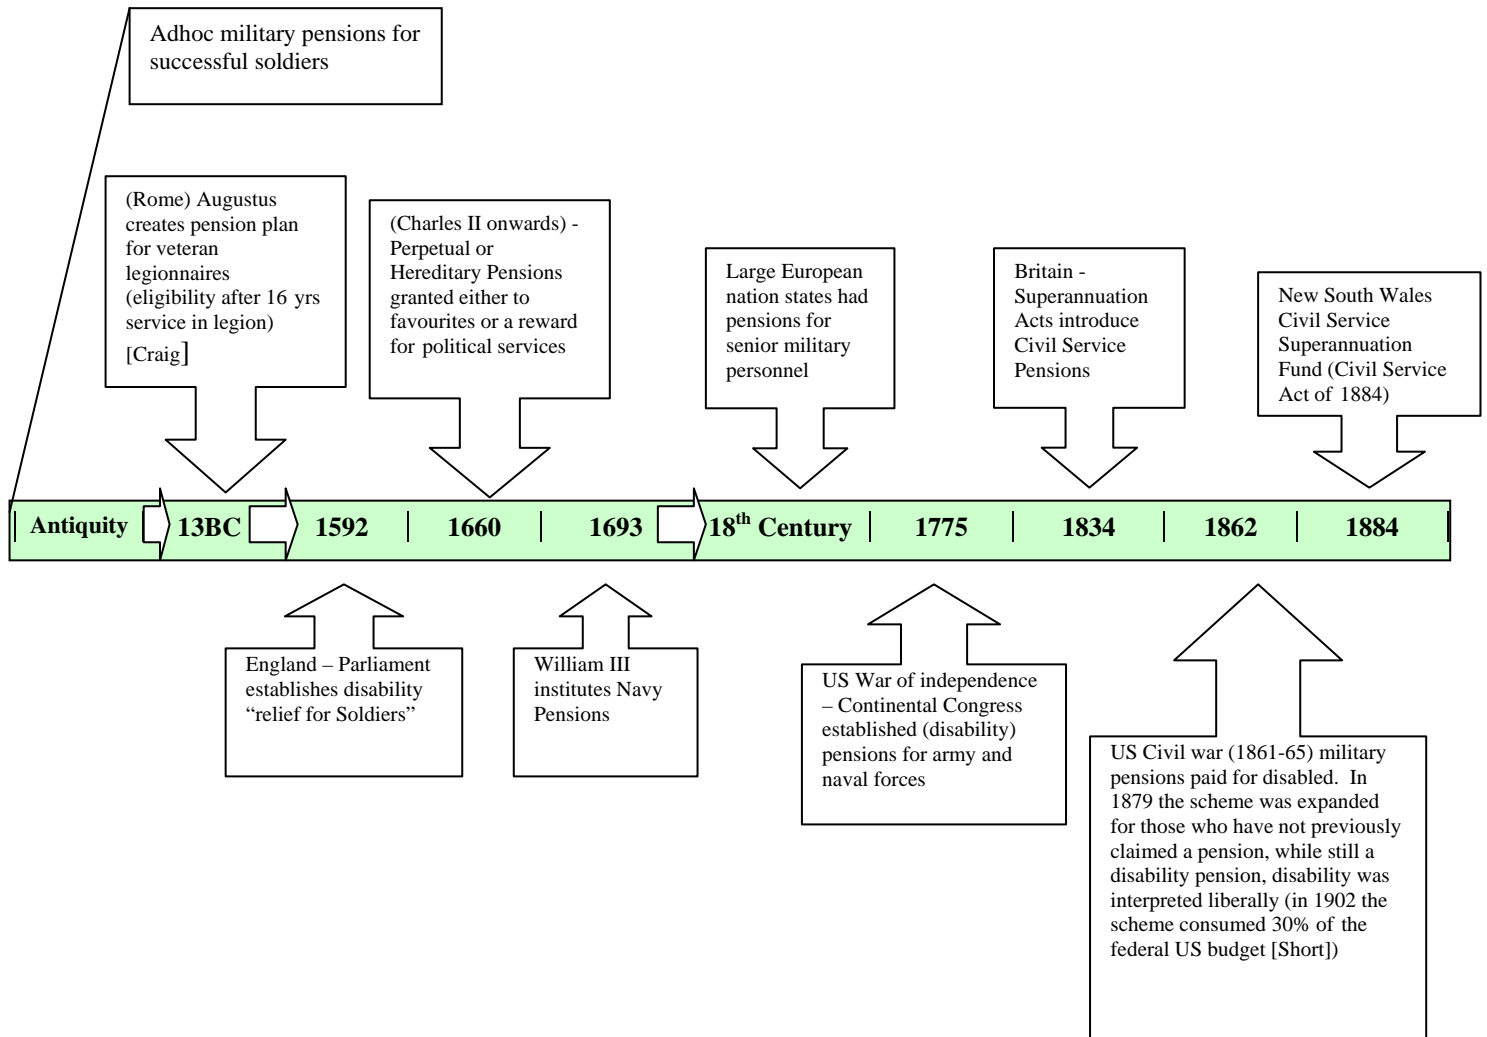 Adhoc military pensions for
successful soldiers
(Rome) Augustus
creates pension plan
for veteran
legionnaires
(eligibility after 16 yrs
service in legion)
[Craig]
(Charles II onwards) -
Perpetual or
Hereditary Pensions
granted either to
favourites or a reward
for political services
Large European
nation states had
pensions for
senior military
personnel
Britain -
Superannuation
Acts introduce
Civil Service
Pensions
New South Wales
Civil Service
Superannuation
Fund (Civil Service
Act of 1884)
Antiquity 13BC 1592 1660 1693 18th Century 1775 1834 1862 1884
England – Parliament
establishes disability
“relief for Soldiers”
William III
institutes Navy
Pensions
US War of independence
– Continental Congress
established (disability)
pensions for army and
naval forces
US Civil war (1861-65) military
pensions paid for disabled. In
1879 the scheme was expanded
for those who have not previously
claimed a pension, while still a
disability pension, disability was
interpreted liberally (in 1902 the
scheme consumed 30% of the
federal US budget [Short])